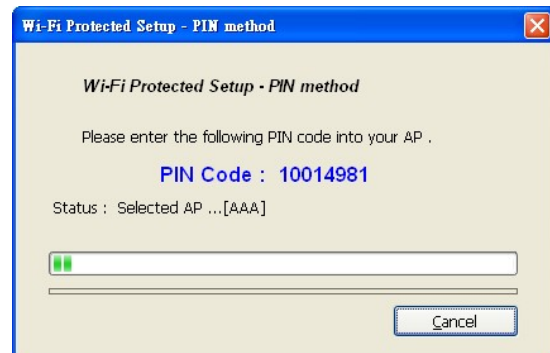 Wi-Fi Protected Setup - PIN method
Wi-Fi Protected Setup - PIN method
Please enter the following PIN code into your AP .
PIN Code : 10014981
Status : Selected AP ...[AAA]
Cancel